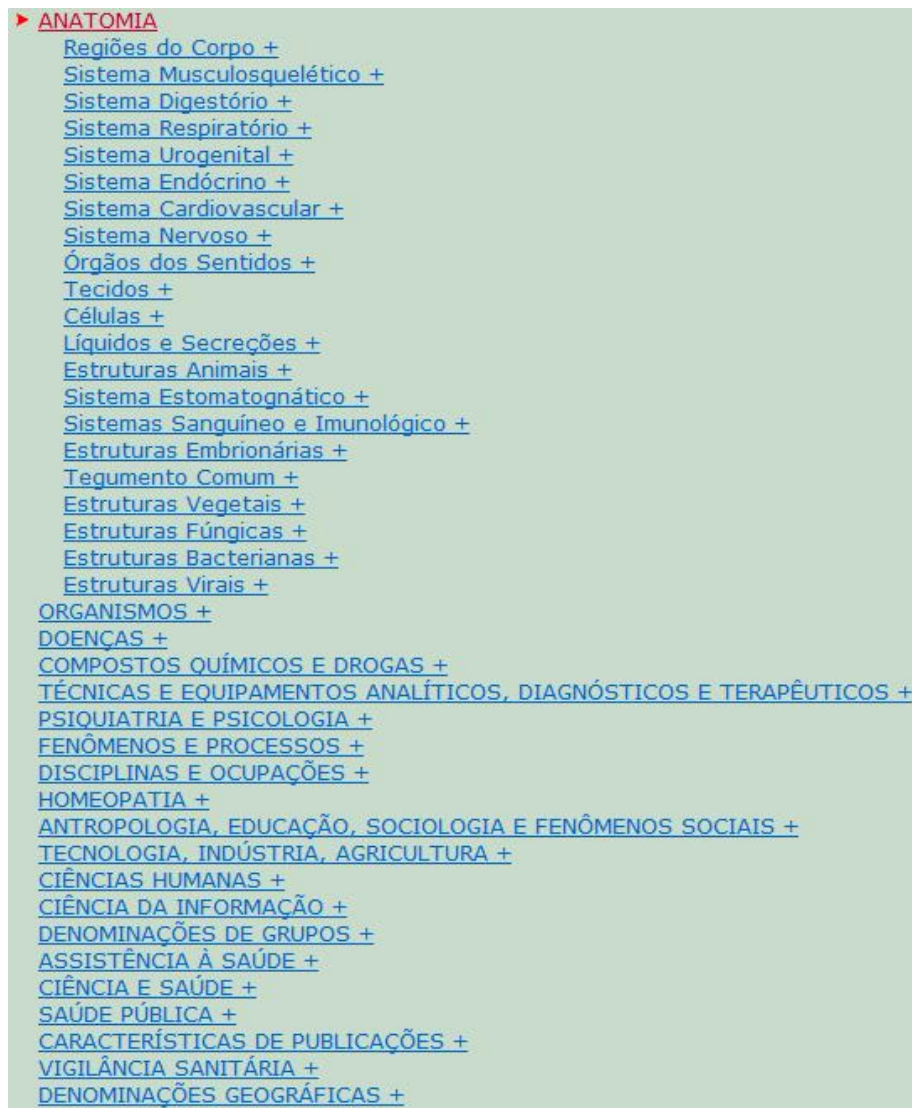 ANATOMIA
Regiões do Corpo +
Sistema Musculosquelético +
Sistema Digestório +
Sistema Respiratório +
Sistema Urogenital +
Sistema Endócrino +
Sistema Cardiovascular +
Sistema Nervoso +
Órgãos dos Sentidos +
Tecidos +
Células +
Líquidos e Secreções +
Estruturas Animais +
Sistema Estomatognático +
Sistemas Sanguíneo e Imunológico +
Estruturas Embrionárias +
Tegumento Comum +
Estruturas Vegetais +
Estruturas Fúngicas +
Estruturas Bacterianas +
Estruturas Virais +
ORGANISMOS +
DOENÇAS +
COMPOSTOS QUÍMICOS E DROGAS +
TÉCNICAS E EQUIPAMENTOS ANALÍTICOS, DIAGNÓSTICOS E TERAPÊUTICOS +
PSIQUIATRIA E PSICOLOGIA +
FENÔMENOS E PROCESSOS +
DISCIPLINAS E OCUPAÇÕES +
HOMEOPATIA +
ANTROPOLOGIA, EDUCAÇÃO, SOCIOLOGIA E FENÔMENOS SOCIAIS +
TECNOLOGIA, INDÚSTRIA, AGRICULTURA +
CIÊNCIAS HUMANAS +
CIÊNCIA DA INFORMAÇÃO +
DENOMINAÇÕES DE GRUPOS +
ASSISTÊNCIA À SAÚDE +
CIÊNCIA E SAÚDE +
SAÚDE PÚBLICA +
CARACTERÍSTICAS DE PUBLICAÇÕES +
VIGILÂNCIA SANITÁRIA +
DENOMINAÇÕES GEOGRÁFICAS +